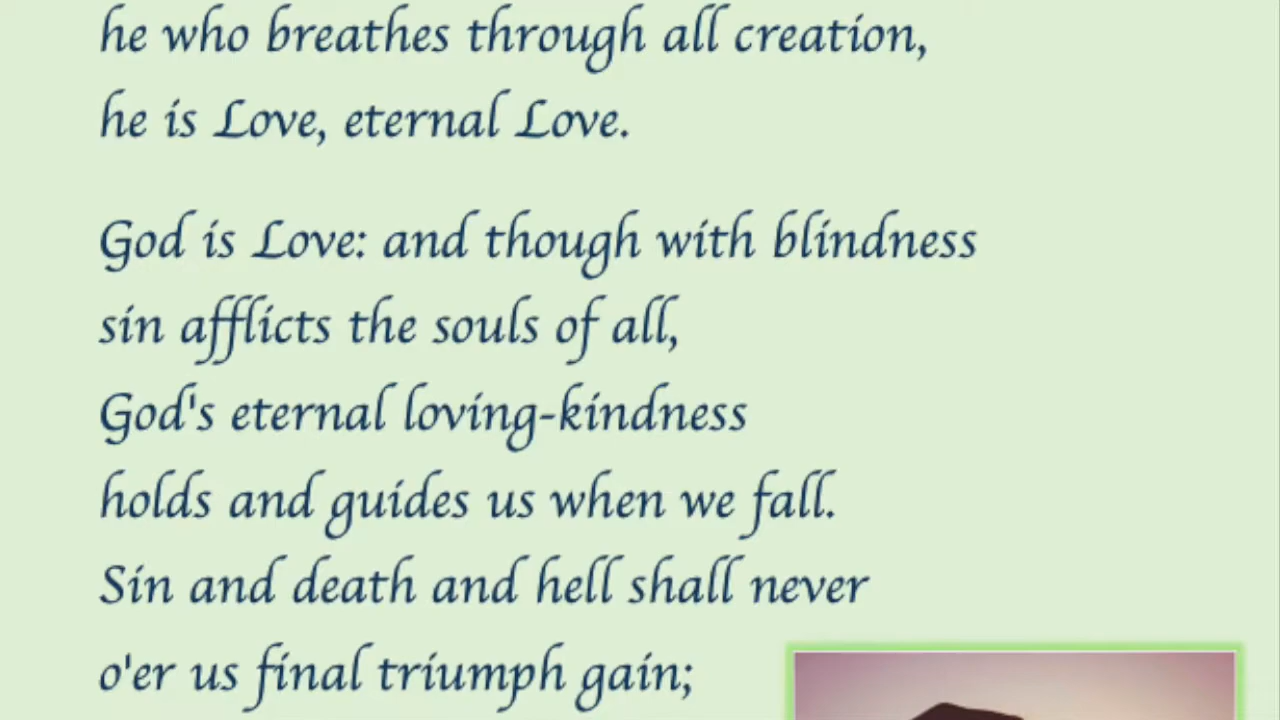 he who breathes through all creation,
he is Love, eternal Love.
God is Love: and though with blindness
sin afflicts the souls of all,
God's eternal loving-kindness
holds and guides us when we fall.
Sin and death and hell shall never
o'er us final triumph gain;